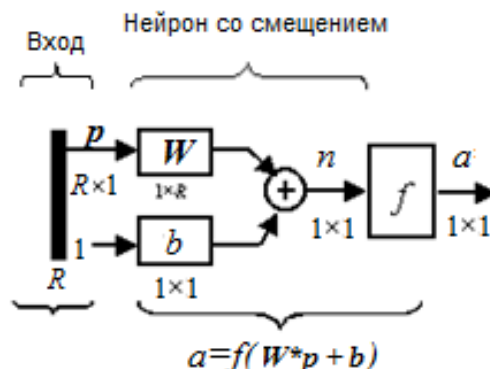 Вход
Нейрон со смещением
p
W
n
a
R×1
1×R
f
1×1
1×1
1
b
R
1×1
a=f(W*p+b)